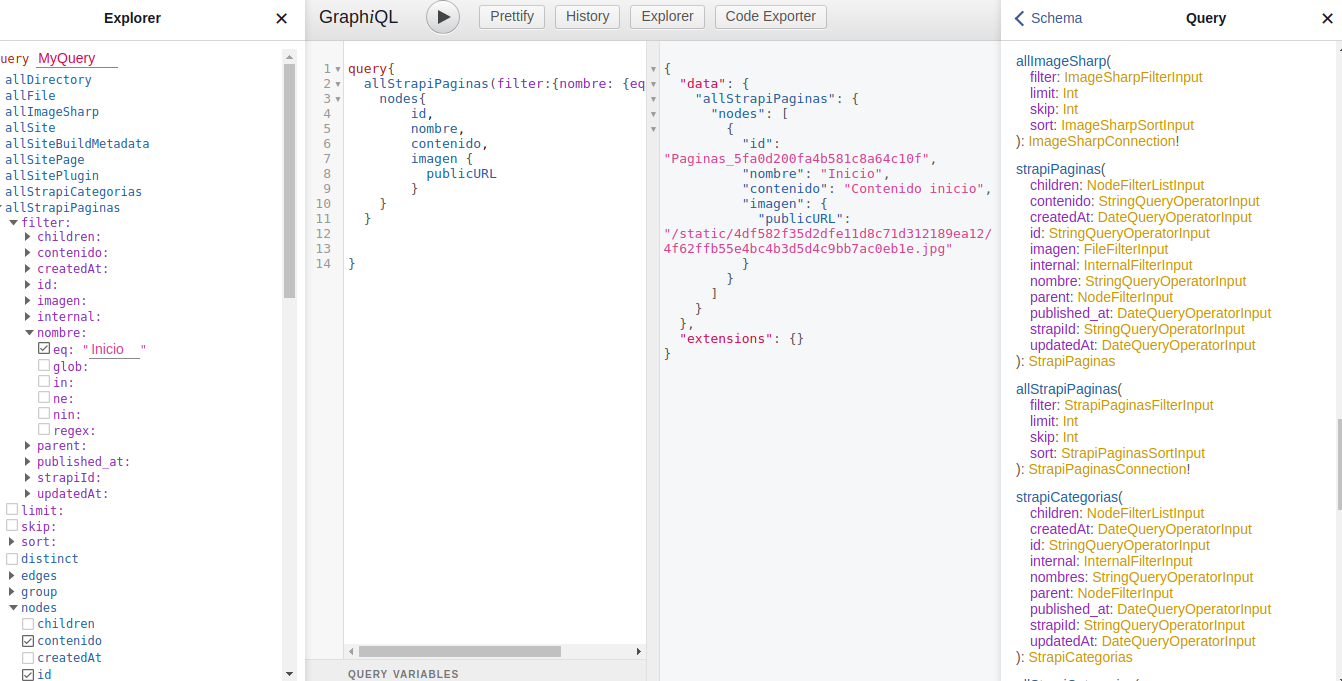 Explorer ✕
uery MyQuery
allDirectory
allFile
allImageSharp
allSite
allSiteBuildMetadata
allSitePage
allSitePlugin
allStrapiCategorias
allStrapiPaginas
filter:
children:
contenido:
createdAt:
id:
imagen:
internal:
nombre:
eq: "Inicio "
glob:
in:
ne:
nin:
regex:
parent:
published_at:
strapiId:
updatedAt:
limit:
skip:
sort:
distinct
edges
group
nodes
children
contenido
createdAt
id
GraphiQL Prettify History Explorer Code Exporter
1 query{
2 allStrapiPaginas(filter:{nombre: {eq
3 nodes{
4 id,
5 nombre,
6 contenido,
7 imagen {
8 publicURL
9 }
10 }
11 }
12
13
14 }
QUERY VARIABLES
{
"data": {
"allStrapiPaginas": {
"nodes": [
{
"id":
"Paginas_5fa0d200fa4b581c8a64c10f",
"nombre": "Inicio",
"contenido": "Contenido inicio",
"imagen": {
"publicURL":
"/static/4df582f35d2dfe11d8c71d312189ea12/
4f62ffb55e4bc4b3d5d4c9bb7ac0eb1e.jpg"
}
}
]
}
},
"extensions": {}
}
Schema Query ✕
allImageSharp(
filter: ImageSharpFilterInput
limit: Int
skip: Int
sort: ImageSharpSortInput
): ImageSharpConnection!
strapiPaginas(
children: NodeFilterListInput
contenido: StringQueryOperatorInput
createdAt: DateQueryOperatorInput
id: StringQueryOperatorInput
imagen: FileFilterInput
internal: InternalFilterInput
nombre: StringQueryOperatorInput
parent: NodeFilterInput
published_at: DateQueryOperatorInput
strapiId: StringQueryOperatorInput
updatedAt: DateQueryOperatorInput
): StrapiPaginas
allStrapiPaginas(
filter: StrapiPaginasFilterInput
limit: Int
skip: Int
sort: StrapiPaginasSortInput
): StrapiPaginasConnection!
strapiCategorias(
children: NodeFilterListInput
createdAt: DateQueryOperatorInput
id: StringQueryOperatorInput
internal: InternalFilterInput
nombres: StringQueryOperatorInput
parent: NodeFilterInput
published_at: DateQueryOperatorInput
strapiId: StringQueryOperatorInput
updatedAt: DateQueryOperatorInput
): StrapiCategorias